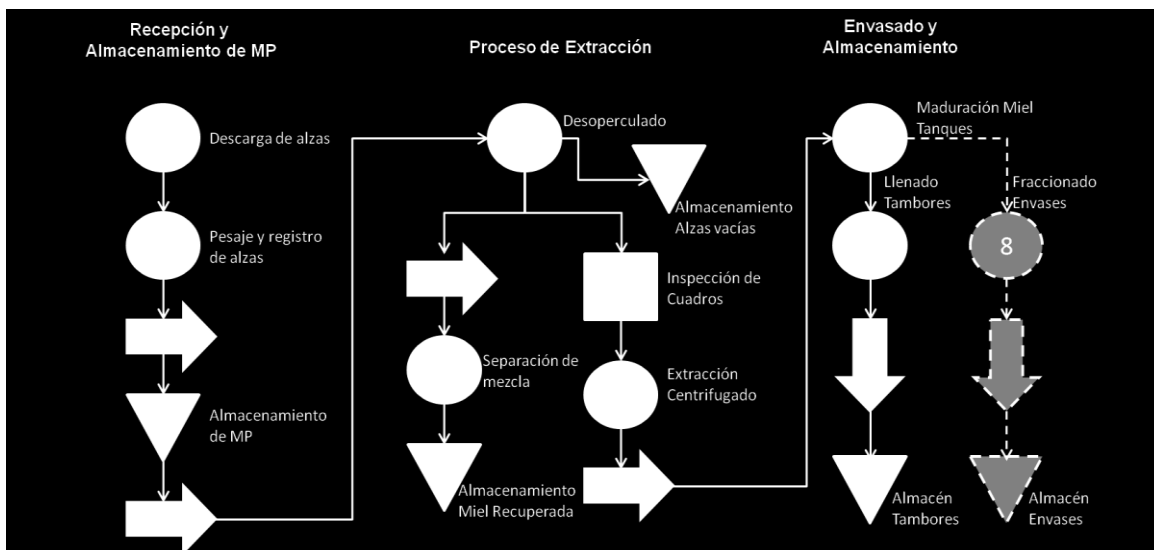 Recepción y
Almacenamiento de MP
Descarga de alzas
Pesaje y registro
de alzas
Almacenamiento
de MP
Proceso de Extracción
Desoperculado
Almacenamiento
Alzas vacías
Inspección de
Cuadros
Separación de
mezcla
Extracción
Centrifugado
Almacenamiento
Miel Recuperada
Envasado y
Almacenamiento
Maduración Miel
Tanques
Llenado
Tambores
Fraccionado
Envases
8
Almacén
Tambores
Almacén
Envases